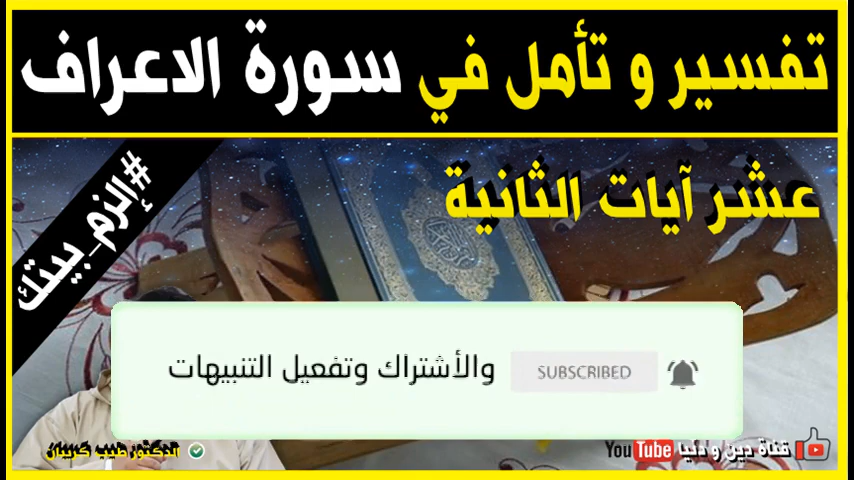 تفسير و تأمل في سورة الاعراف
عشر آيات الثانية
#إلزم_بيتك
والأشتراك وتفعيل التنبيهات
SUBSCRIBED
الدكتور طيب كريبان
YouTube قناة دين و دنيا